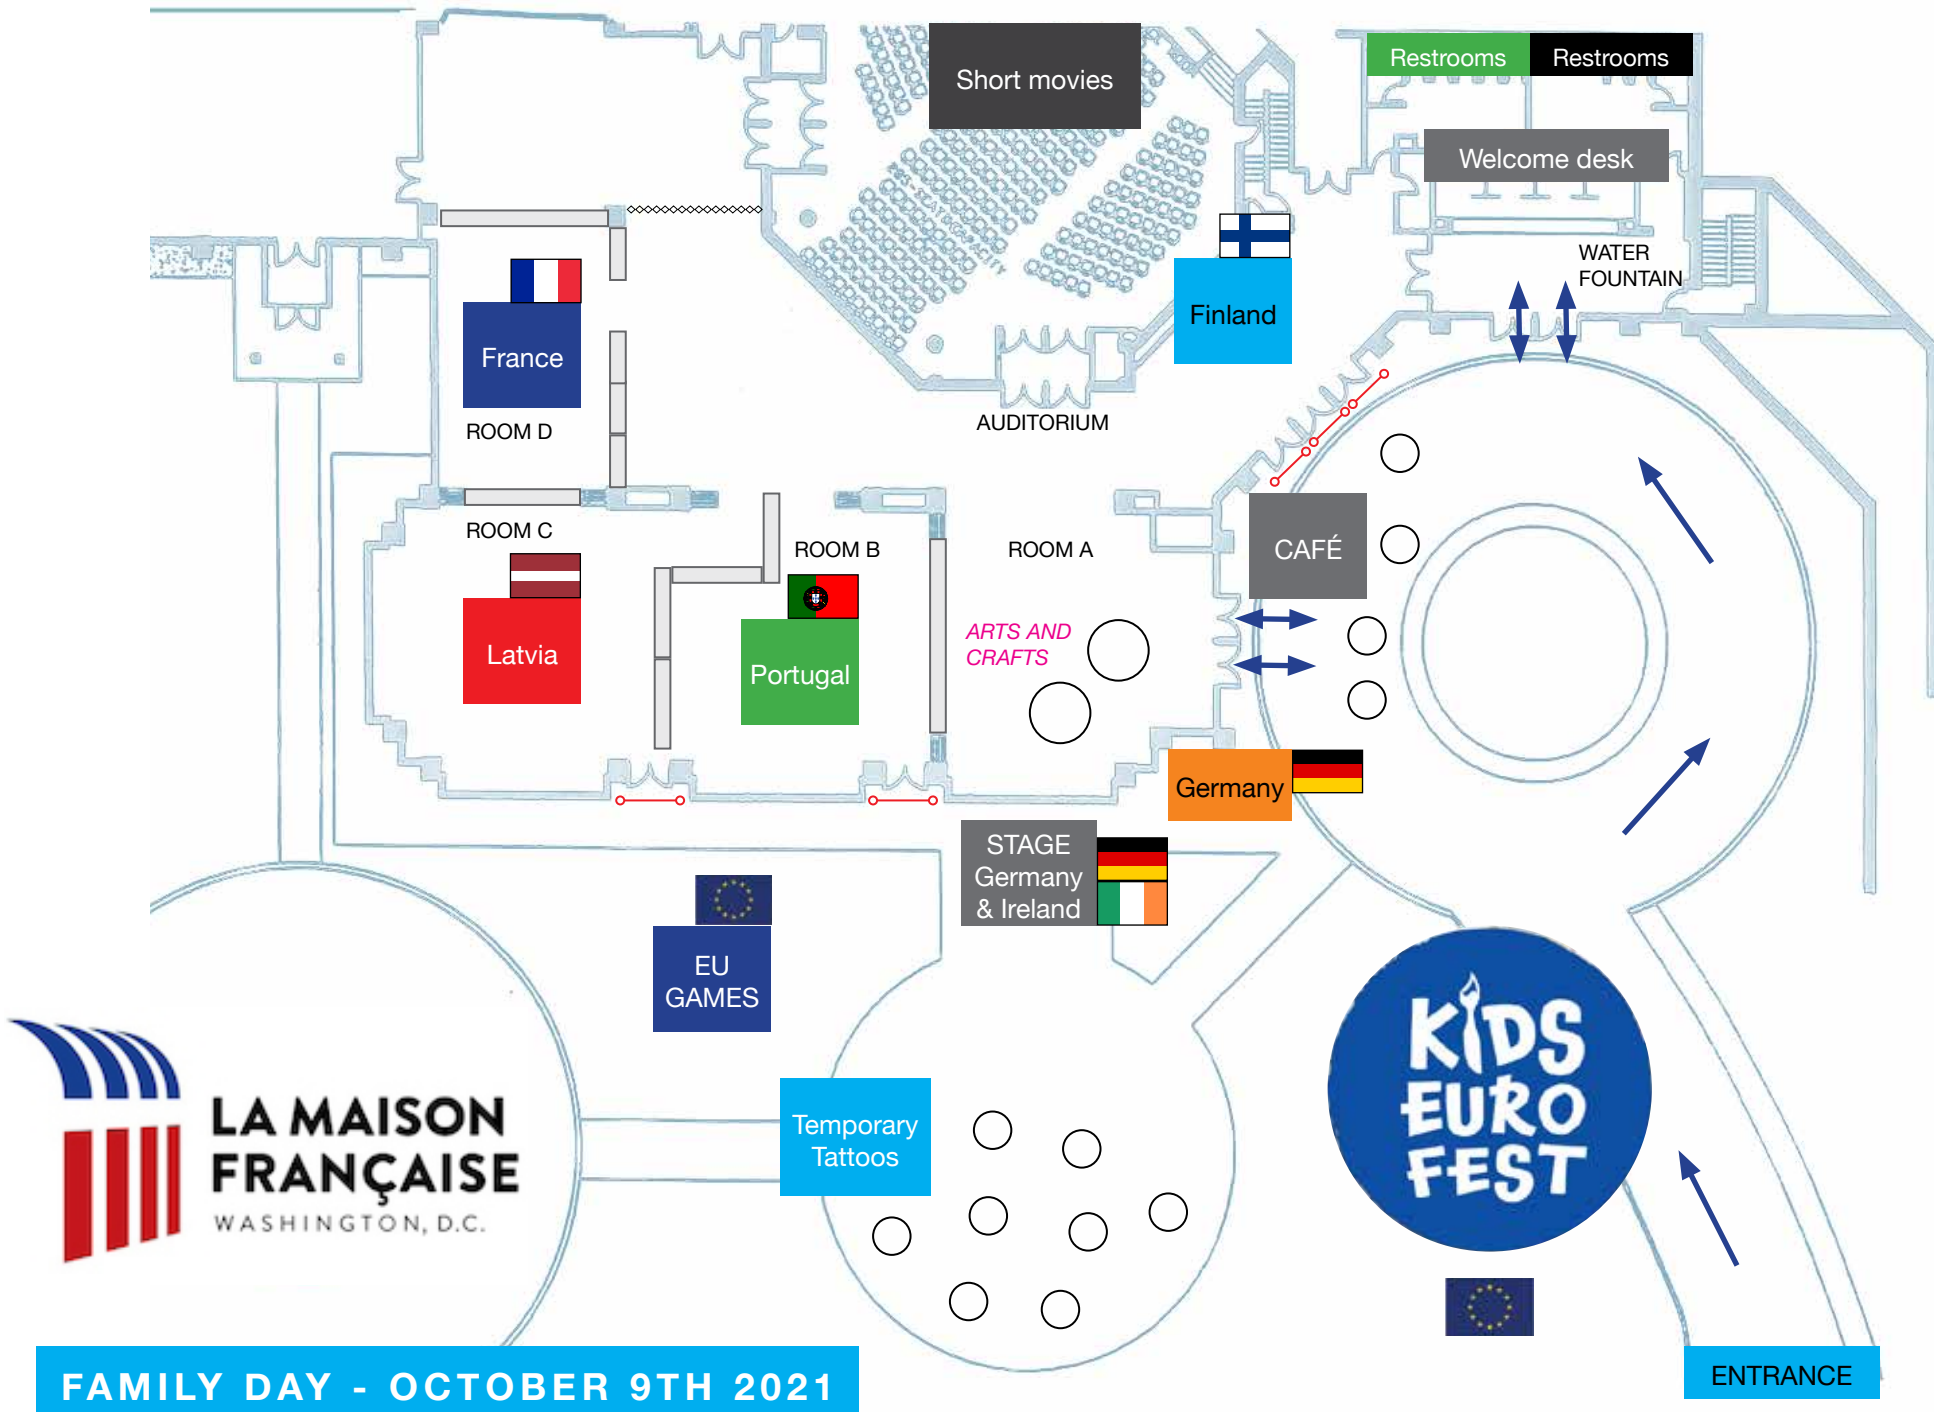 Short movies
Restrooms
Restrooms
Welcome desk
WATER
FOUNTAIN
Finland
France
ROOM D
AUDITORIUM
ROOM C
ROOM B
ROOM A
CAFÉ
Latvia
Portugal
ARTS AND
CRAFTS
Germany
STAGE
Germany
& Ireland
EU
GAMES
Temporary
Tattoos
KIDS
EURO
FEST
LA MAISON
FRANÇAISE
WASHINGTON, D.C.
FAMILY DAY - OCTOBER 9TH 2021
ENTRANCE